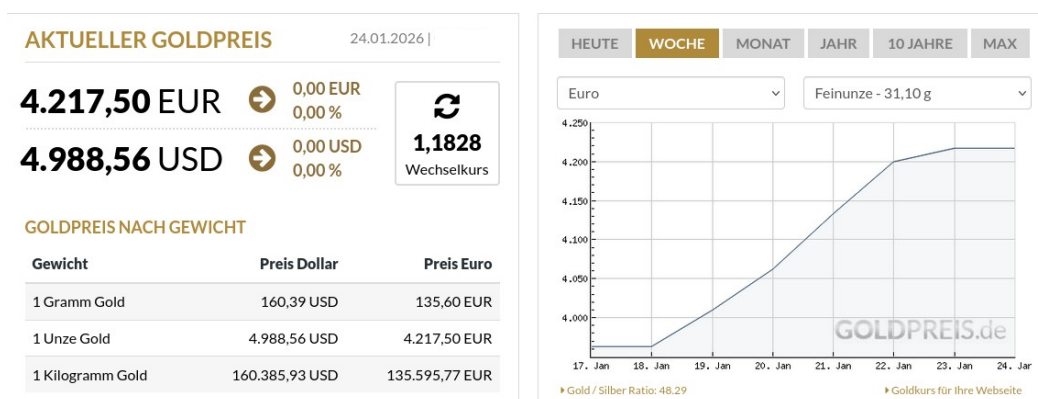 AKTUELLER GOLDPREIS 24.01.2026 |
4.217,50 EUR 0,00 EUR
0,00 %
4.988,56 USD 0,00 USD
0,00 %
1,1828
Wechselkurs
GOLDPREIS NACH GEWICHT
Gewicht Preis Dollar Preis Euro
1 Gramm Gold 160,39 USD 135,60 EUR
1 Unze Gold 4.988,56 USD 4.217,50 EUR
1 Kilogramm Gold 160.385,93 USD 135.595,77 EUR
HEUTE WOCHE MONAT JAHR 10 JAHRE MAX
Euro Feinunze - 31,10 g
4.250
4.200
4.150
4.100
4.050
4.000
GOLDPREIS.de
17. Jan 18. Jan 19. Jan 20. Jan 21. Jan 22. Jan 23. Jan 24. Jar
Gold / Silber Ratio: 48.29 Goldkurs für Ihre Webseite